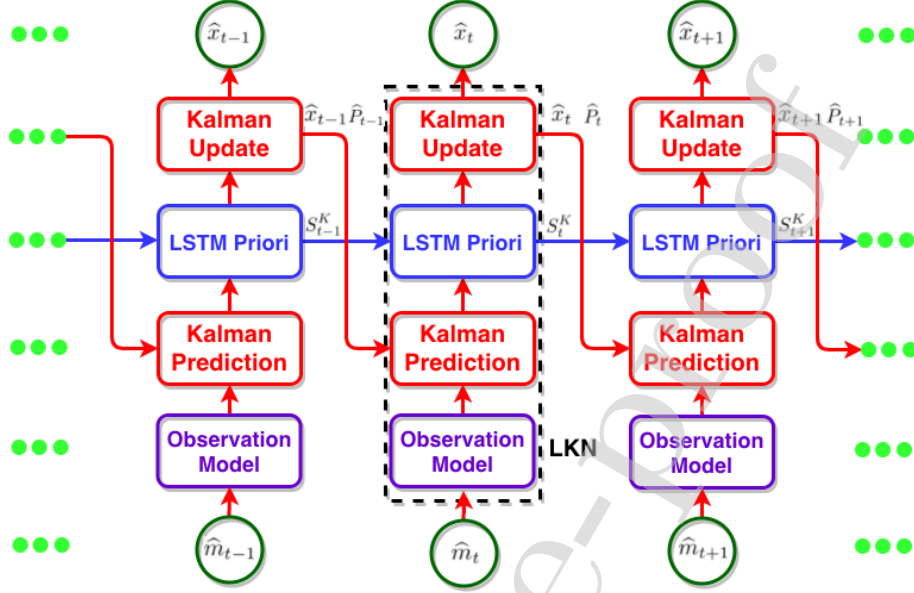 x̂_{t−1} x̂_t x̂_{t+1}
Kalman Update x̂_{t−1} P̂_{t−1} Kalman Update x̂_t P̂_t Kalman Update x̂_{t+1} P̂_{t+1}
LSTM Priori S^K_{t−1} LSTM Priori S^K_t LSTM Priori S^K_{t+1}
Kalman Prediction Kalman Prediction Kalman Prediction
Observation Model Observation Model LKN Observation Model
m̂_{t−1} m̂_t m̂_{t+1}
e-proof